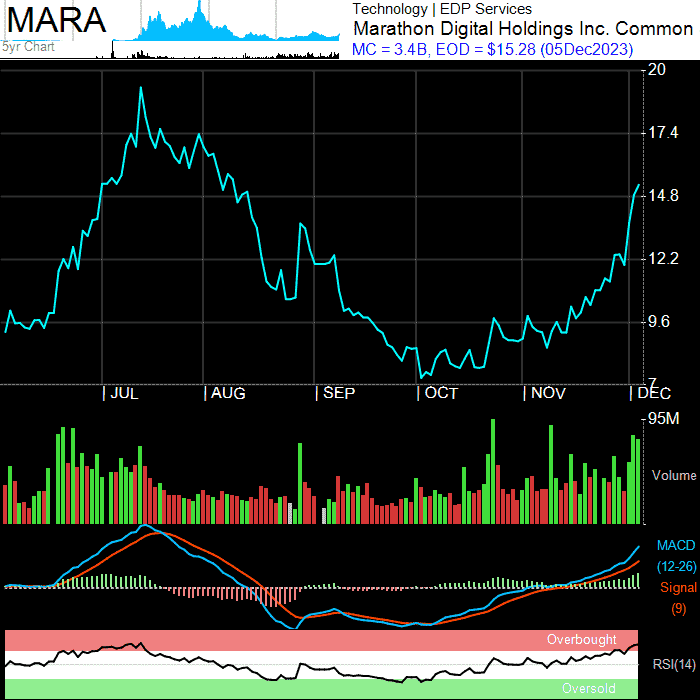 MARA
5yr Chart
Technology | EDP Services
Marathon Digital Holdings Inc. Common
MC = 3.4B, EOD = $15.28 (05Dec2023)
20
17.4
14.8
12.2
9.6
7
| JUL | AUG | SEP | OCT | NOV | DEC
95M
Volume
MACD
(12-26)
Signal
(9)
Overbought
RSI(14)
Oversold